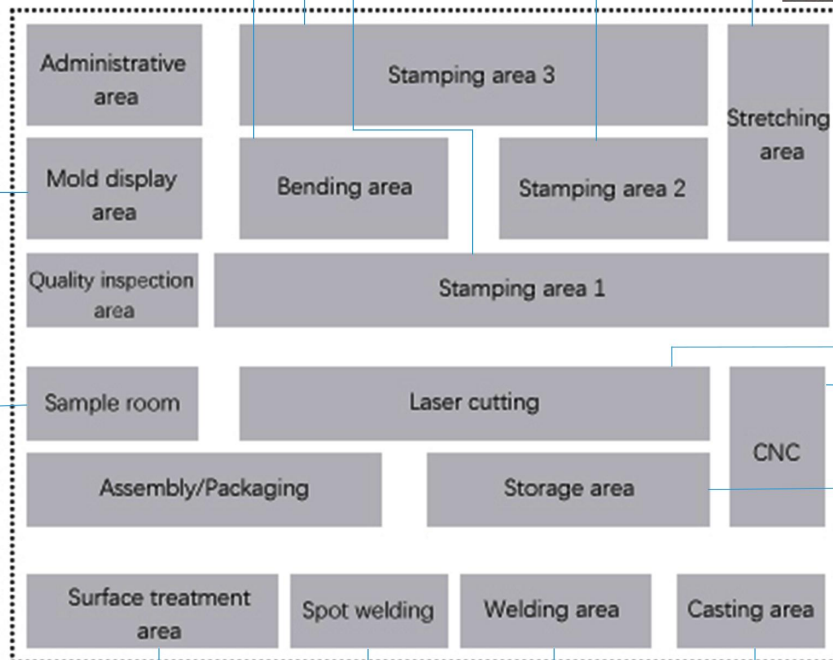 Administrative
area
Stamping area 3
Stretching
area
Mold display
area
Bending area
Stamping area 2
Quality inspection
area
Stamping area 1
Sample room
Laser cutting
CNC
Assembly/Packaging
Storage area
Surface treatment
area
Spot welding
Welding area
Casting area